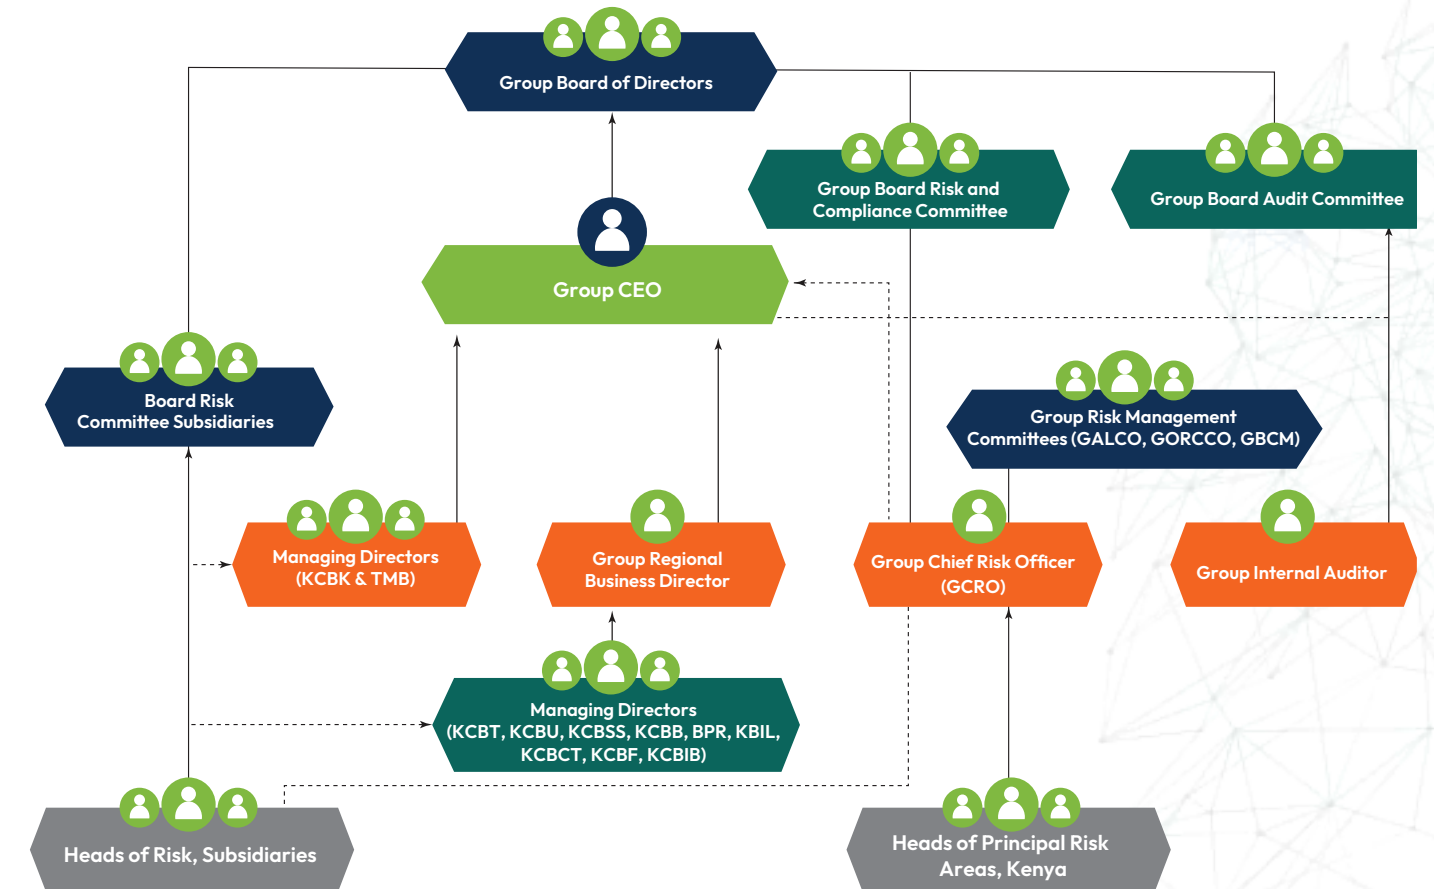 Group Board of Directors
Group Board Risk and
Compliance Committee
Group Board Audit Committee
Group CEO
Board Risk
Committee Subsidiaries
Group Risk Management
Committees (GALCO, GORCCO, GBCM)
Managing Directors
(KCBK & TMB)
Group Regional
Business Director
Group Chief Risk Officer
(GCRO)
Group Internal Auditor
Managing Directors
(KCBT, KCBU, KCBSS, KCBB, BPR, KBIL,
KCBCT, KCBF, KCBIB)
Heads of Risk, Subsidiaries
Heads of Principal Risk
Areas, Kenya